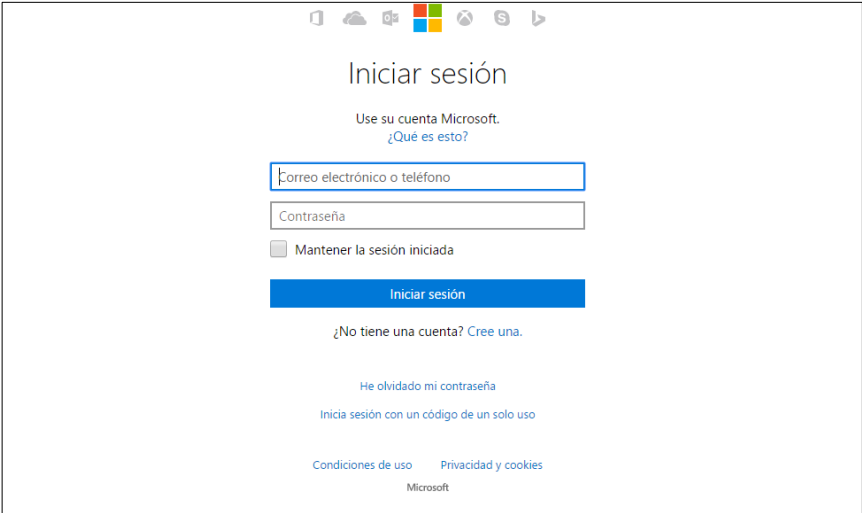 Iniciar sesión
Use su cuenta Microsoft.
¿Qué es esto?
Correo electrónico o teléfono
Contraseña
Mantener la sesión iniciada
Iniciar sesión
¿No tiene una cuenta? Cree una.
He olvidado mi contraseña
Inicia sesión con un código de un solo uso
Condiciones de uso Privacidad y cookies
Microsoft